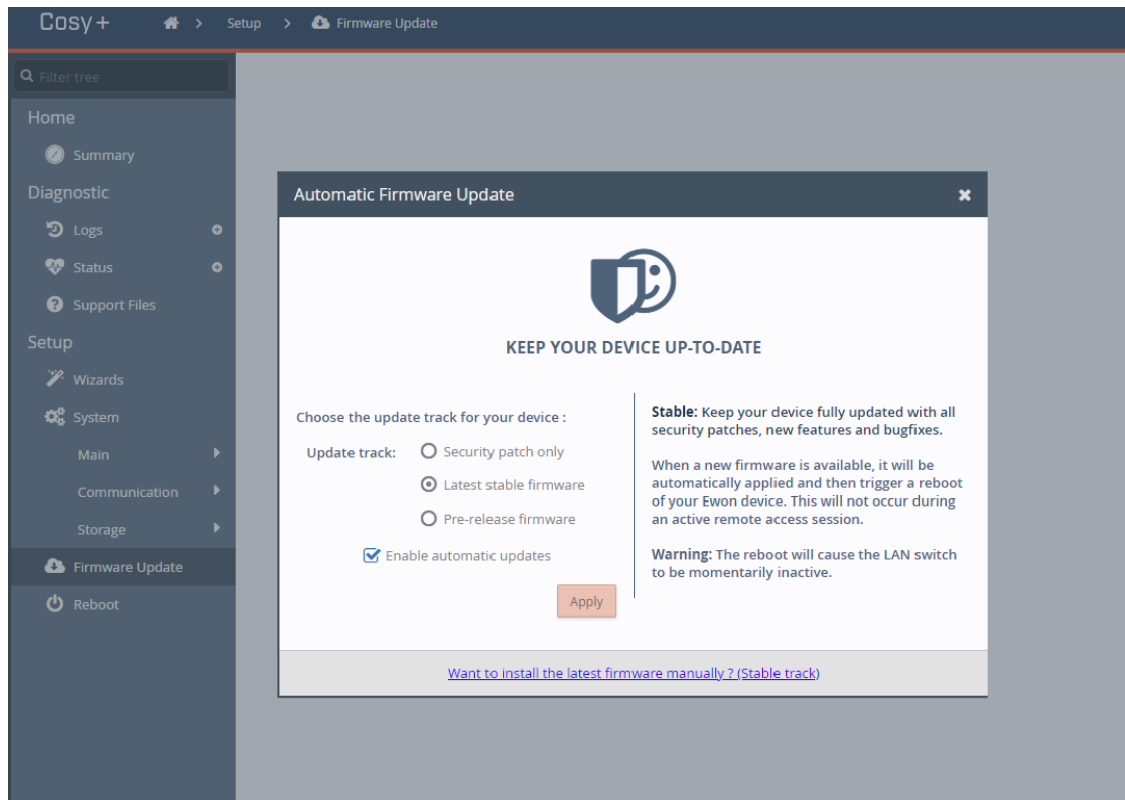 Cosy+ > Setup > Firmware Update
Filter tree
Home
Summary
Diagnostic
Logs
Status
Support Files
Setup
Wizards
System
Main
Communication
Storage
Firmware Update
Reboot
Automatic Firmware Update
KEEP YOUR DEVICE UP-TO-DATE
Choose the update track for your device :
Update track:
Security patch only
Latest stable firmware
Pre-release firmware
Enable automatic updates
Apply
Stable: Keep your device fully updated with all
security patches, new features and bugfixes.
When a new firmware is available, it will be
automatically applied and then trigger a reboot
of your Ewon device. This will not occur during
an active remote access session.
Warning: The reboot will cause the LAN switch
to be momentarily inactive.
Want to install the latest firmware manually ? (Stable track)